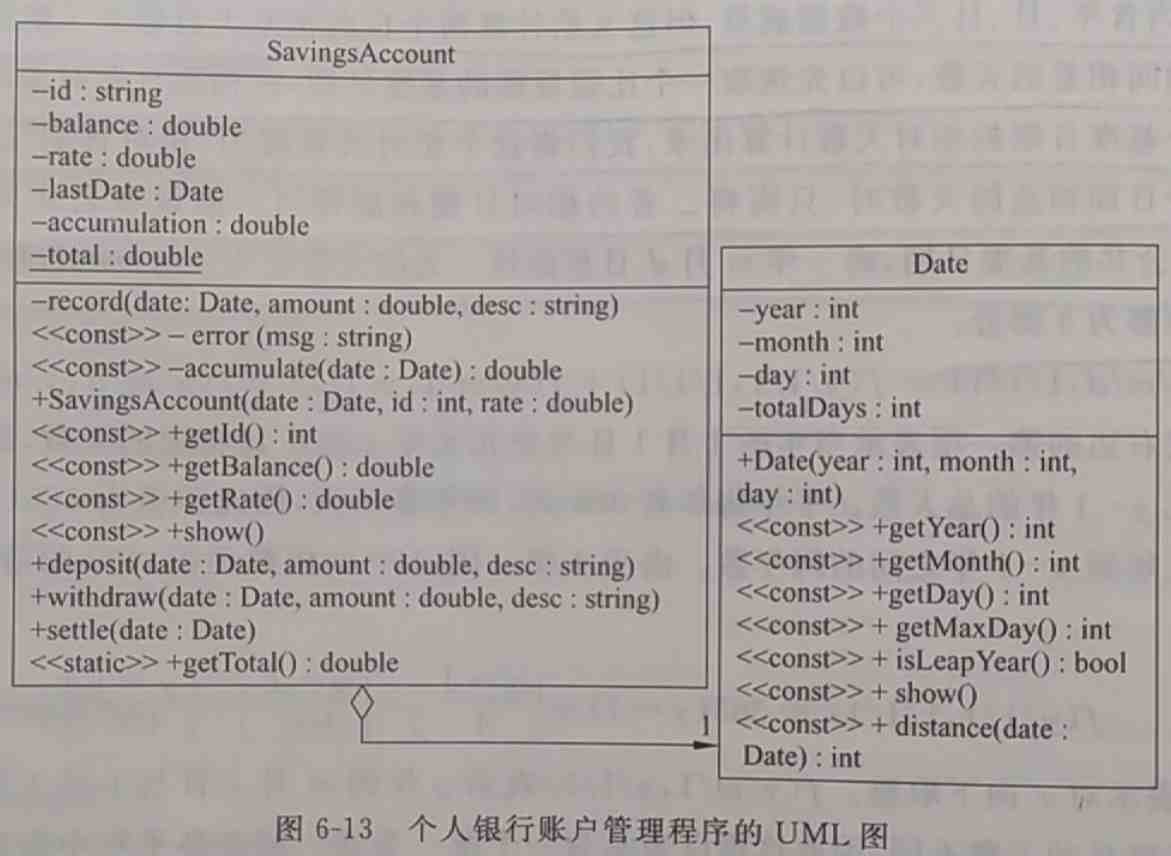 SavingsAccount
–id : string
–balance : double
–rate : double
–lastDate : Date
–accumulation : double
–total : double
–record(date: Date, amount : double, desc : string)
<<const>> – error (msg : string)
<<const>> –accumulate(date : Date) : double
+SavingsAccount(date : Date, id : int, rate : double)
<<const>> +getId() : int
<<const>> +getBalance() : double
<<const>> +getRate() : double
<<const>> +show()
+deposit(date : Date, amount : double, desc : string)
+withdraw(date : Date, amount : double, desc : string)
+settle(date : Date)
<<static>> +getTotal() : double
1
Date
–year : int
–month : int
–day : int
–totalDays : int
+Date(year : int, month : int,
day : int)
<<const>> +getYear() : int
<<const>> +getMonth() : int
<<const>> +getDay() : int
<<const>> + getMaxDay() : int
<<const>> + isLeapYear() : bool
<<const>> + show()
<<const>> + distance(date :
Date) : int
图 6-13 个人银行账户管理程序的 UML 图